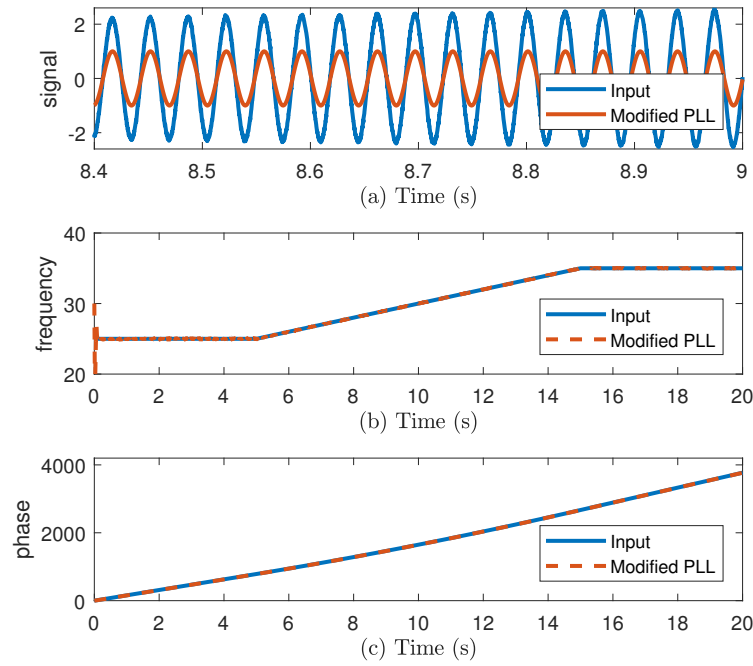 signal
2
0
-2
Input
Modified PLL
8.4 8.5 8.6 8.7 8.8 8.9 9
(a) Time (s)
frequency
40
30
20
Input
Modified PLL
0 2 4 6 8 10 12 14 16 18 20
(b) Time (s)
phase
4000
2000
0
Input
Modified PLL
0 2 4 6 8 10 12 14 16 18 20
(c) Time (s)